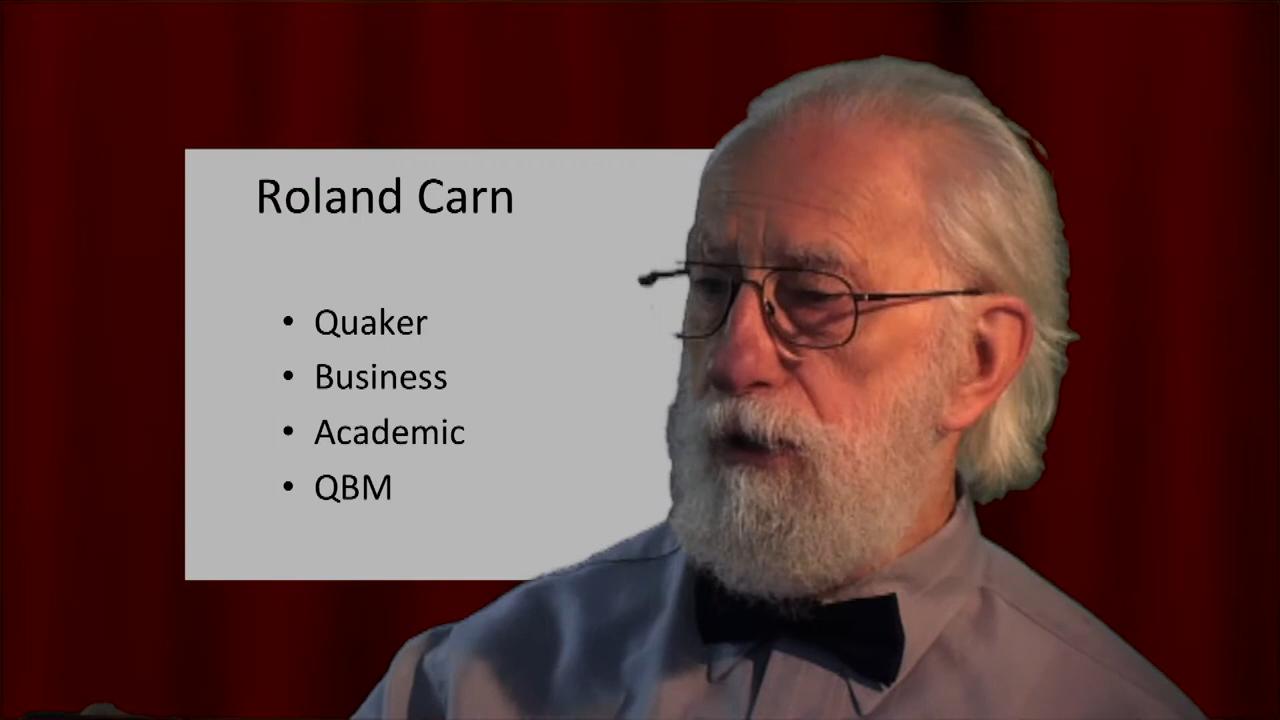 Roland Carn
• Quaker
• Business
• Academic
• QBM